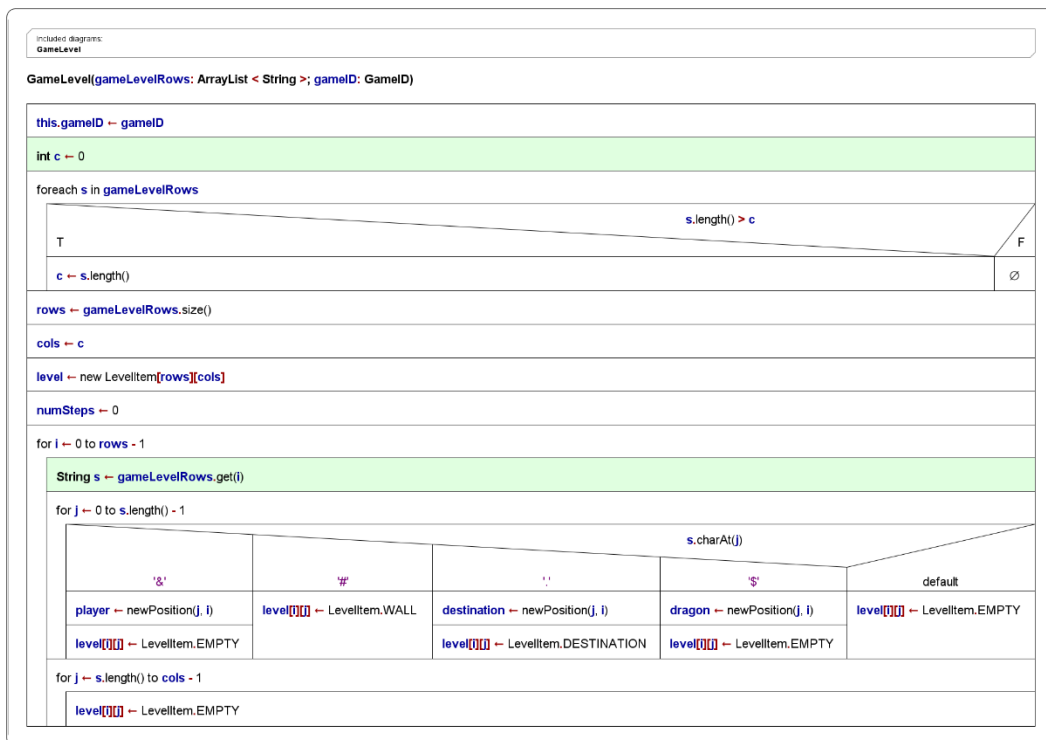 Included diagrams:
GameLevel
GameLevel(gameLevelRows: ArrayList < String >; gameID: GameID)
this.gameID ← gameID
int c ← 0
foreach s in gameLevelRows
s.length() > c
T
F
c ← s.length()
∅
rows ← gameLevelRows.size()
cols ← c
level ← new LevelItem[rows][cols]
numSteps ← 0
for i ← 0 to rows - 1
String s ← gameLevelRows.get(i)
for j ← 0 to s.length() - 1
s.charAt(j)
'&' '#' '.' '$' default
player ← newPosition(j, i) level[i][j] ← LevelItem.WALL destination ← newPosition(j, i) dragon ← newPosition(j, i) level[i][j] ← LevelItem.EMPTY
level[i][j] ← LevelItem.EMPTY level[i][j] ← LevelItem.DESTINATION level[i][j] ← LevelItem.EMPTY
for j ← s.length() to cols - 1
level[i][j] ← LevelItem.EMPTY